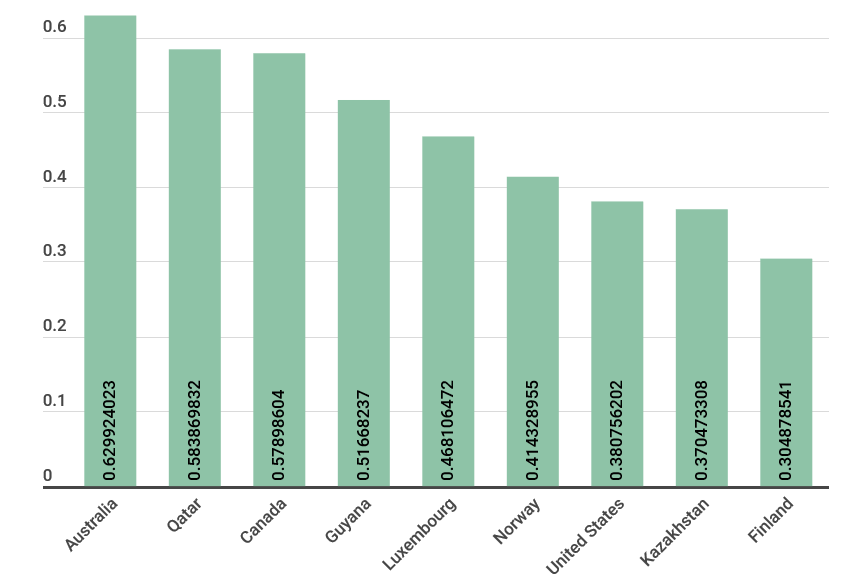 0.6
0.5
0.4
0.3
0.2
0.1
0
0.629924023
0.583869832
0.57898604
0.51668237
0.468106472
0.414328955
0.380756202
0.370473308
0.304878541
Australia
Qatar
Canada
Guyana
Luxembourg
Norway
United States
Kazakhstan
Finland